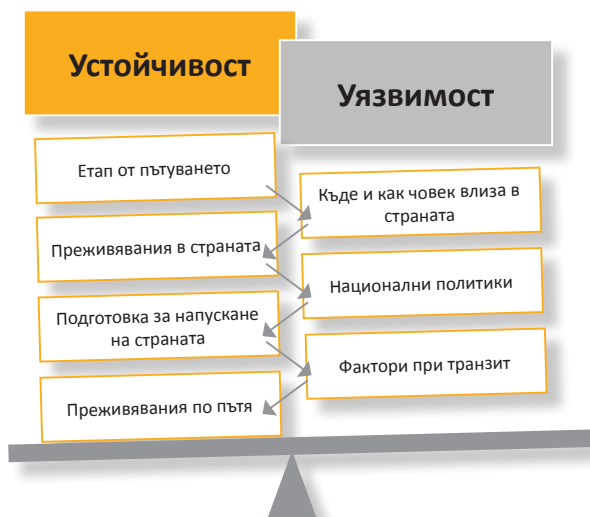 Устойчивост
Уязвимост
Етап от пътуването
Къде и как човек влиза в
страната
Преживявания в страната
Национални политики
Подготовка за напускане
на страната
Фактори при транзит
Преживявания по пътя